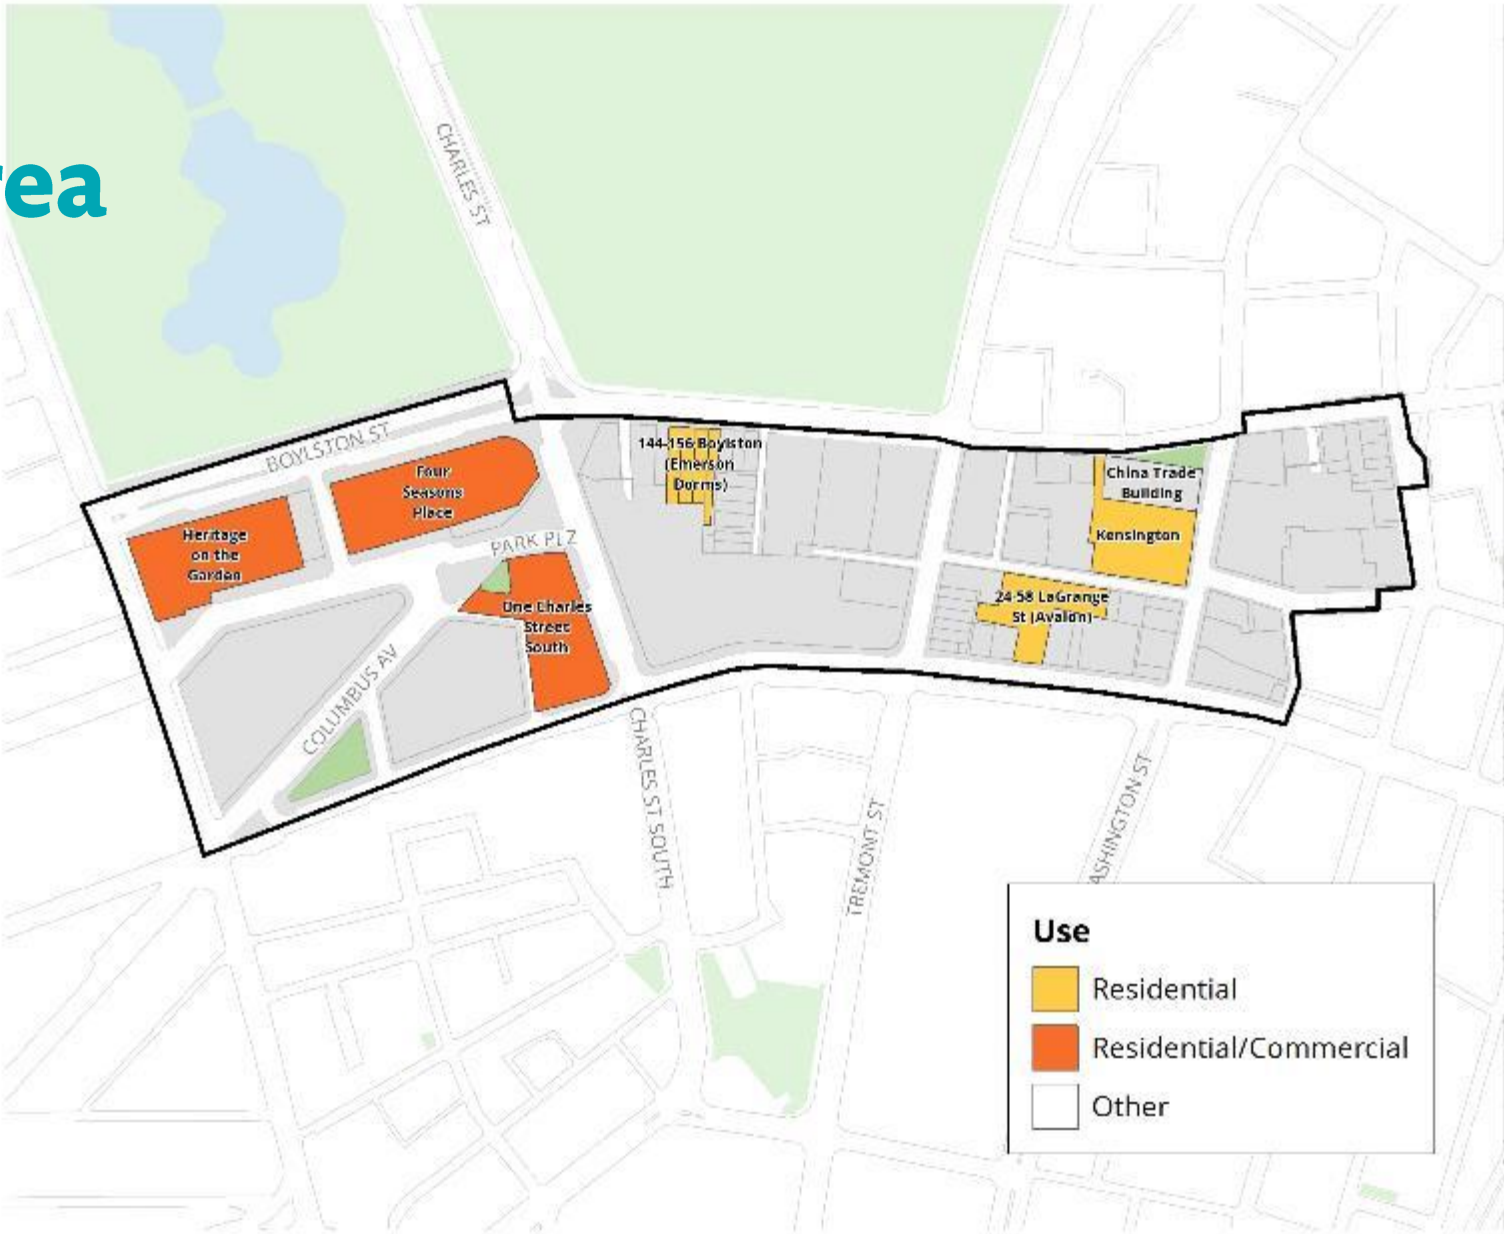 rea
CHARLES ST
BOYLSTON ST
144-156 Boylston
(Emerson
Dorms)
Four
Seasons
Place
China Trade
Building
Heritage
on the
Garden
PARK PLZ
Kensington
One Charles
Street
South
24-58 LaGrange
St (Avalon)
COLUMBUS AV
CHARLES ST SOUTH
TREMONT ST
ASHINGTON ST
Use
Residential
Residential/Commercial
Other